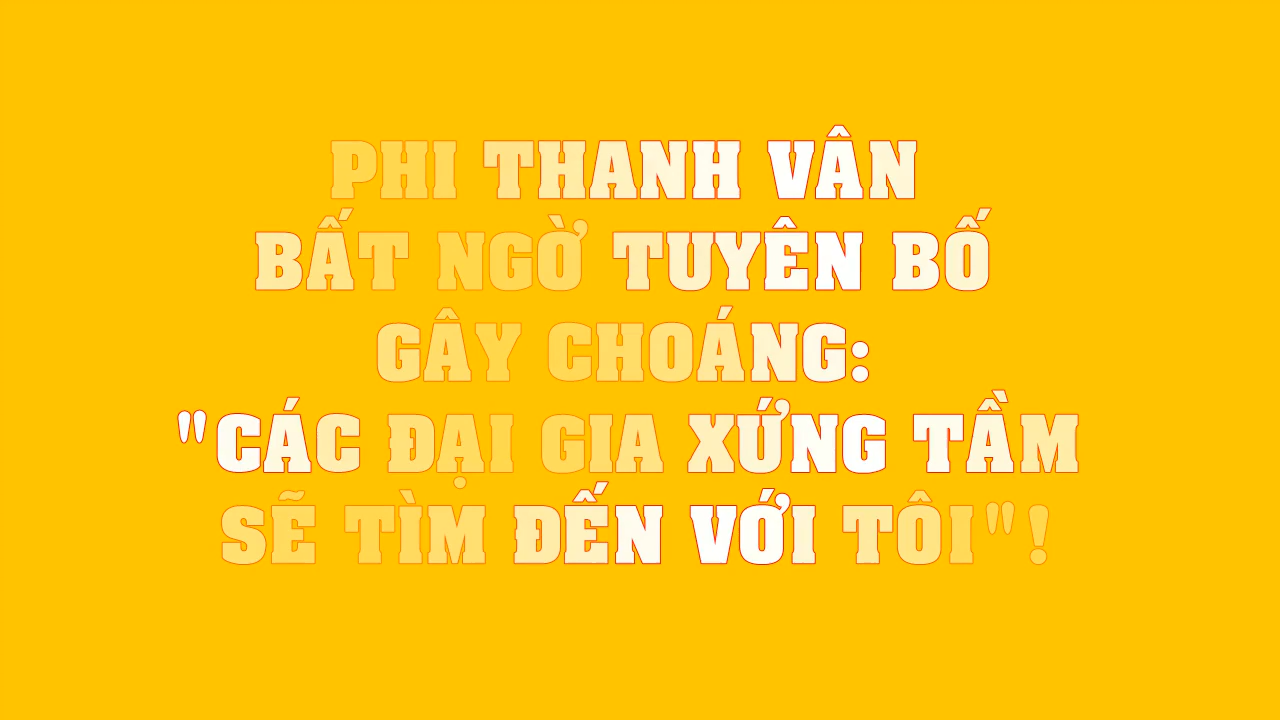 PHI THANH VÂN
BẤT NGỜ TUYÊN BỐ
GÂY CHOÁNG:
"CÁC ĐẠI GIA XỨNG TẦM
SẼ TÌM ĐẾN VỚI TÔI"!